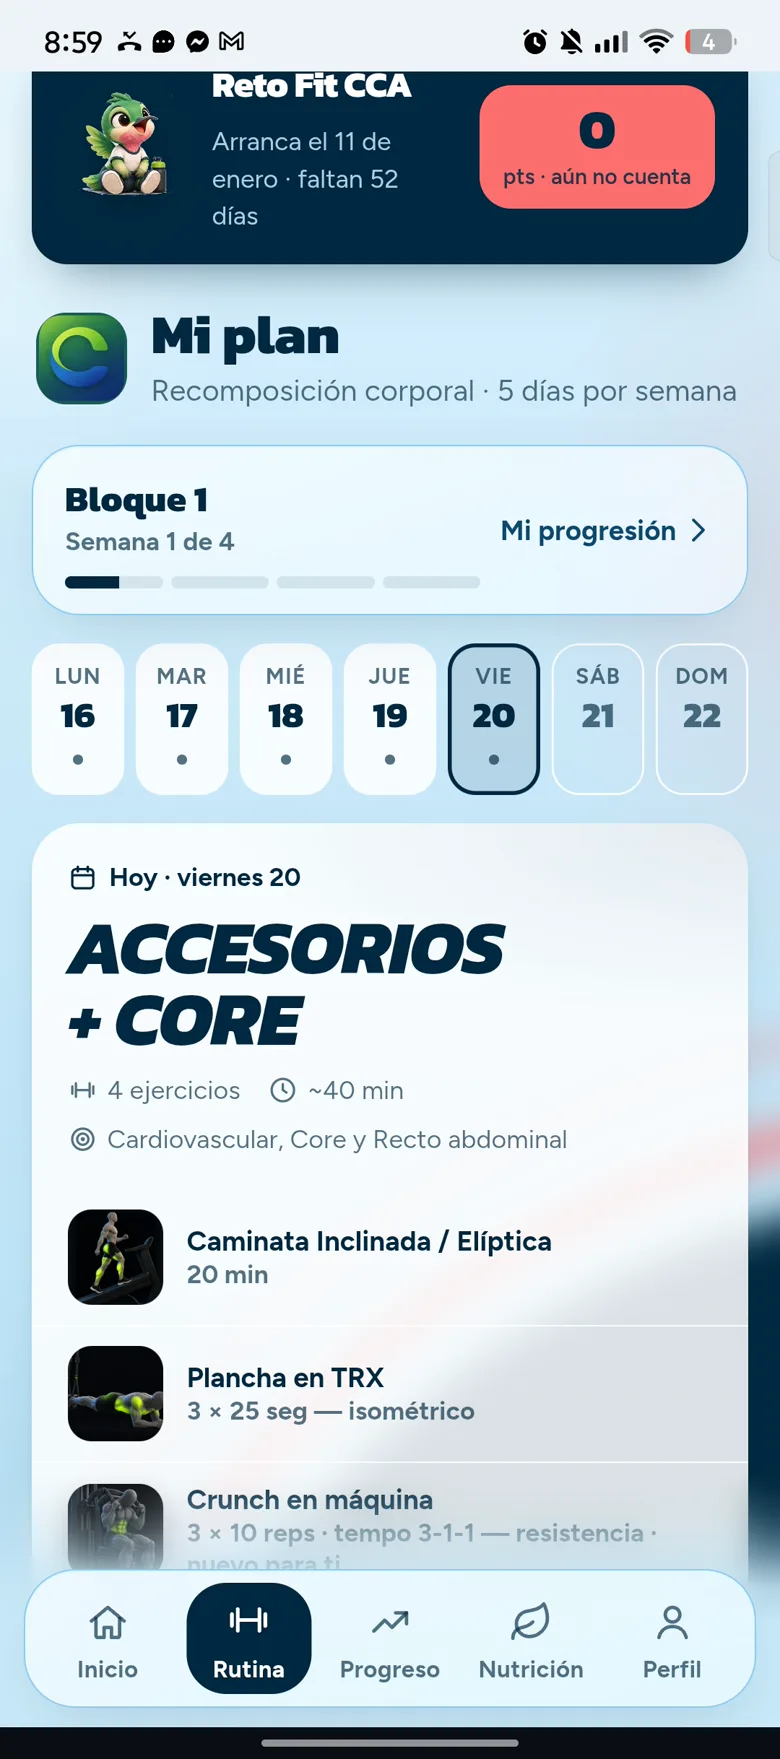 8:59
4
Reto Fit CCA
Arranca el 11 de
enero · faltan 52
días
0
pts · aún no cuenta
Mi plan
Recomposición corporal · 5 días por semana
Bloque 1
Semana 1 de 4
Mi progresión
LUN
MAR
MIÉ
JUE
VIE
SÁB
DOM
16
17
18
19
20
21
22
Hoy · viernes 20
ACCESORIOS
+ CORE
4 ejercicios
~40 min
Cardiovascular, Core y Recto abdominal
Caminata Inclinada / Elíptica
20 min
Plancha en TRX
3 × 25 seg — isométrico
Crunch en máquina
3 × 10 reps · tempo 3-1-1 — resistencia ·
nuevo para ti
Inicio
Rutina
Progreso
Nutrición
Perfil